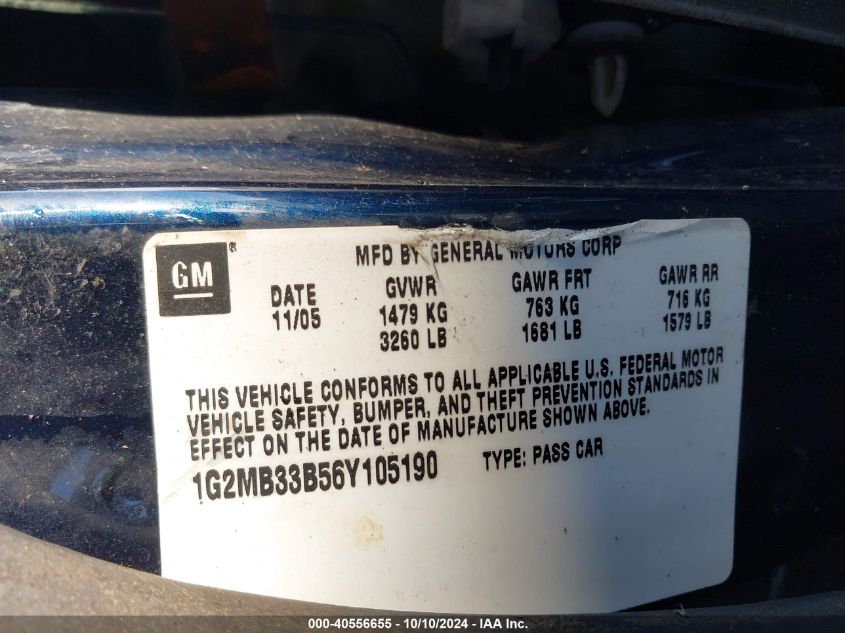 GM
®
MFD BY GENERAL MOTORS CORP
DATE GVWR GAWR FRT GAWR RR
11/05 1479 KG 763 KG 716 KG
3260 LB 1681 LB 1579 LB
THIS VEHICLE CONFORMS TO ALL APPLICABLE U.S. FEDERAL MOTOR
VEHICLE SAFETY, BUMPER, AND THEFT PREVENTION STANDARDS IN
EFFECT ON THE DATE OF MANUFACTURE SHOWN ABOVE.
1G2MB33B56Y105190 TYPE: PASS CAR
000-40556655 - 10/10/2024 - IAA Inc.